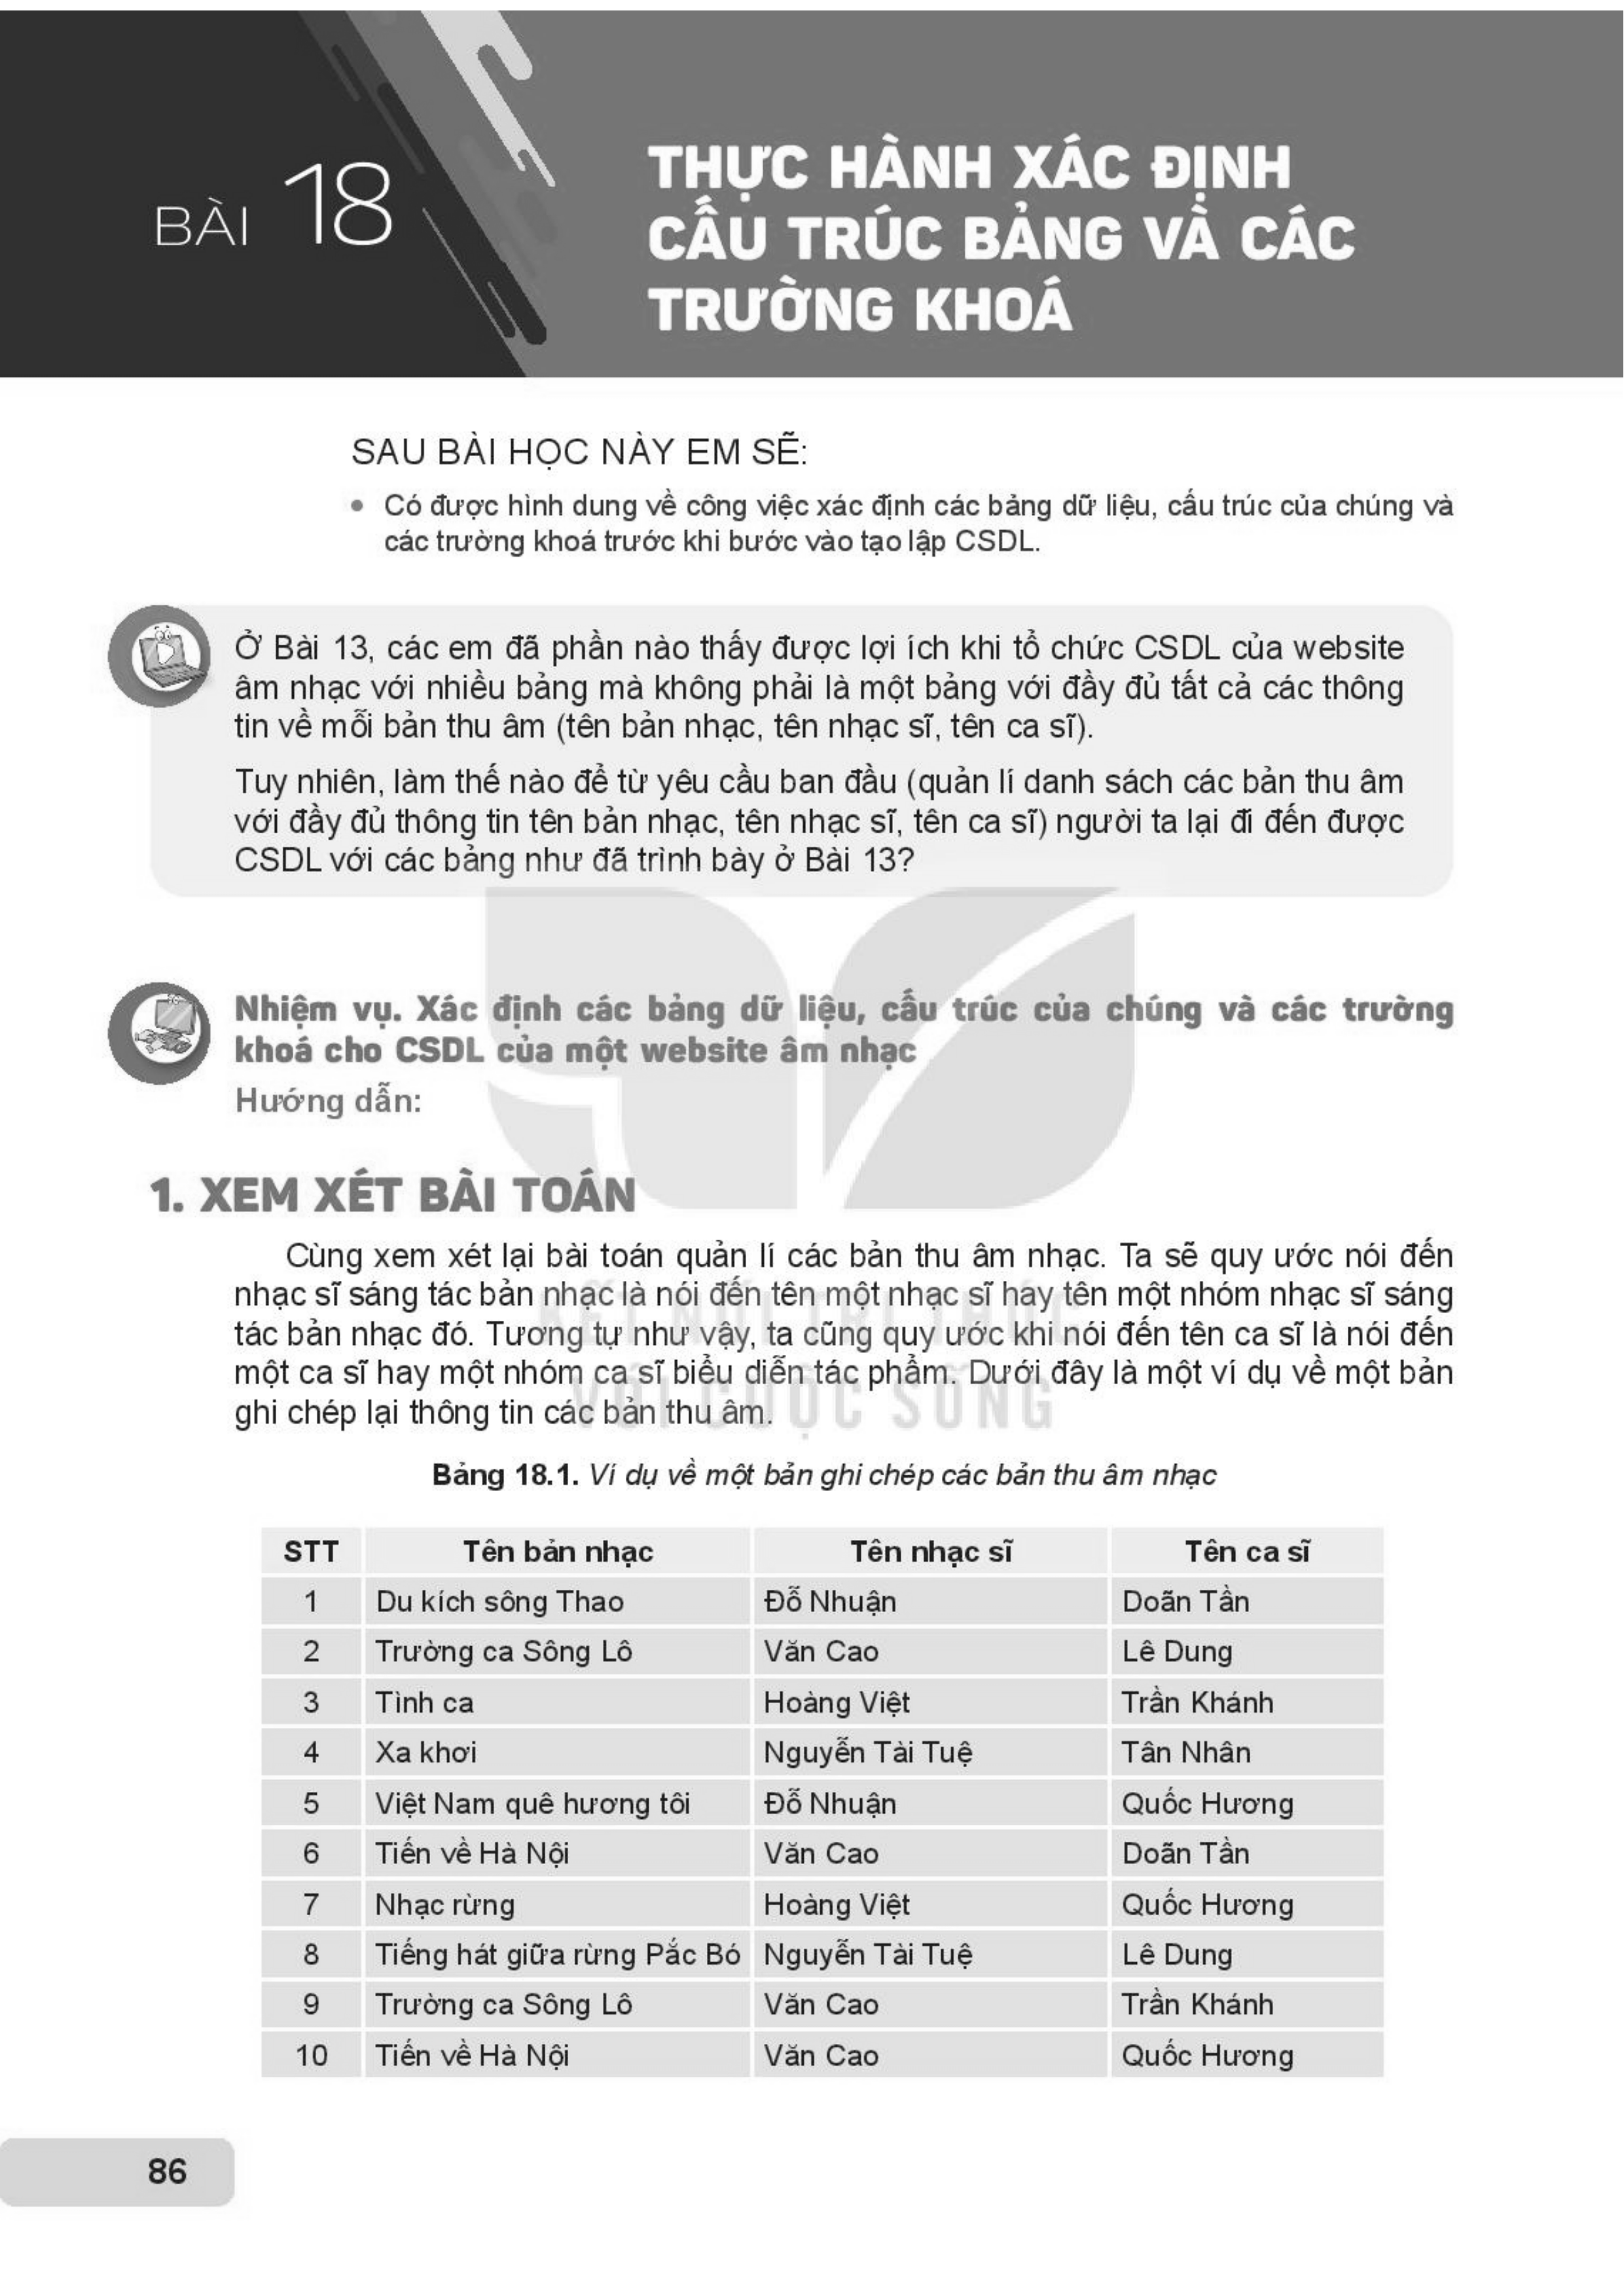 BÀI 18
THỰC HÀNH XÁC ĐỊNH
CẤU TRÚC BẢNG VÀ CÁC
TRƯỜNG KHOÁ
SAU BÀI HỌC NÀY EM SẼ:
• Có được hình dung về công việc xác định các bảng dữ liệu, cấu trúc của chúng và
các trường khoá trước khi bước vào tạo lập CSDL.
Ở Bài 13, các em đã phần nào thấy được lợi ích khi tổ chức CSDL của website
âm nhạc với nhiều bảng mà không phải là một bảng với đầy đủ tất cả các thông
tin về mỗi bản thu âm (tên bản nhạc, tên nhạc sĩ, tên ca sĩ).
Tuy nhiên, làm thế nào để từ yêu cầu ban đầu (quản lí danh sách các bản thu âm
với đầy đủ thông tin tên bản nhạc, tên nhạc sĩ, tên ca sĩ) người ta lại đi đến được
CSDL với các bảng như đã trình bày ở Bài 13?
Nhiệm vụ. Xác định các bảng dữ liệu, cấu trúc của chúng và các trường
khoá cho CSDL của một website âm nhạc
Hướng dẫn:
1. XEM XÉT BÀI TOÁN
Cùng xem xét lại bài toán quản lí các bản thu âm nhạc. Ta sẽ quy ước nói đến
nhạc sĩ sáng tác bản nhạc là nói đến tên một nhạc sĩ hay tên một nhóm nhạc sĩ sáng
tác bản nhạc đó. Tương tự như vậy, ta cũng quy ước khi nói đến tên ca sĩ là nói đến
một ca sĩ hay một nhóm ca sĩ biểu diễn tác phẩm. Dưới đây là một ví dụ về một bản
ghi chép lại thông tin các bản thu âm.
KẾT NỐI TRI THỨC
VỚI CUỘC SỐNG
Bảng 18.1. Ví dụ về một bản ghi chép các bản thu âm nhạc
STT Tên bản nhạc Tên nhạc sĩ Tên ca sĩ
1 Du kích sông Thao Đỗ Nhuận Doãn Tần
2 Trường ca Sông Lô Văn Cao Lê Dung
3 Tình ca Hoàng Việt Trần Khánh
4 Xa khơi Nguyễn Tài Tuệ Tân Nhân
5 Việt Nam quê hương tôi Đỗ Nhuận Quốc Hương
6 Tiến về Hà Nội Văn Cao Doãn Tần
7 Nhạc rừng Hoàng Việt Quốc Hương
8 Tiếng hát giữa rừng Pắc Bó Nguyễn Tài Tuệ Lê Dung
9 Trường ca Sông Lô Văn Cao Trần Khánh
10 Tiến về Hà Nội Văn Cao Quốc Hương
86